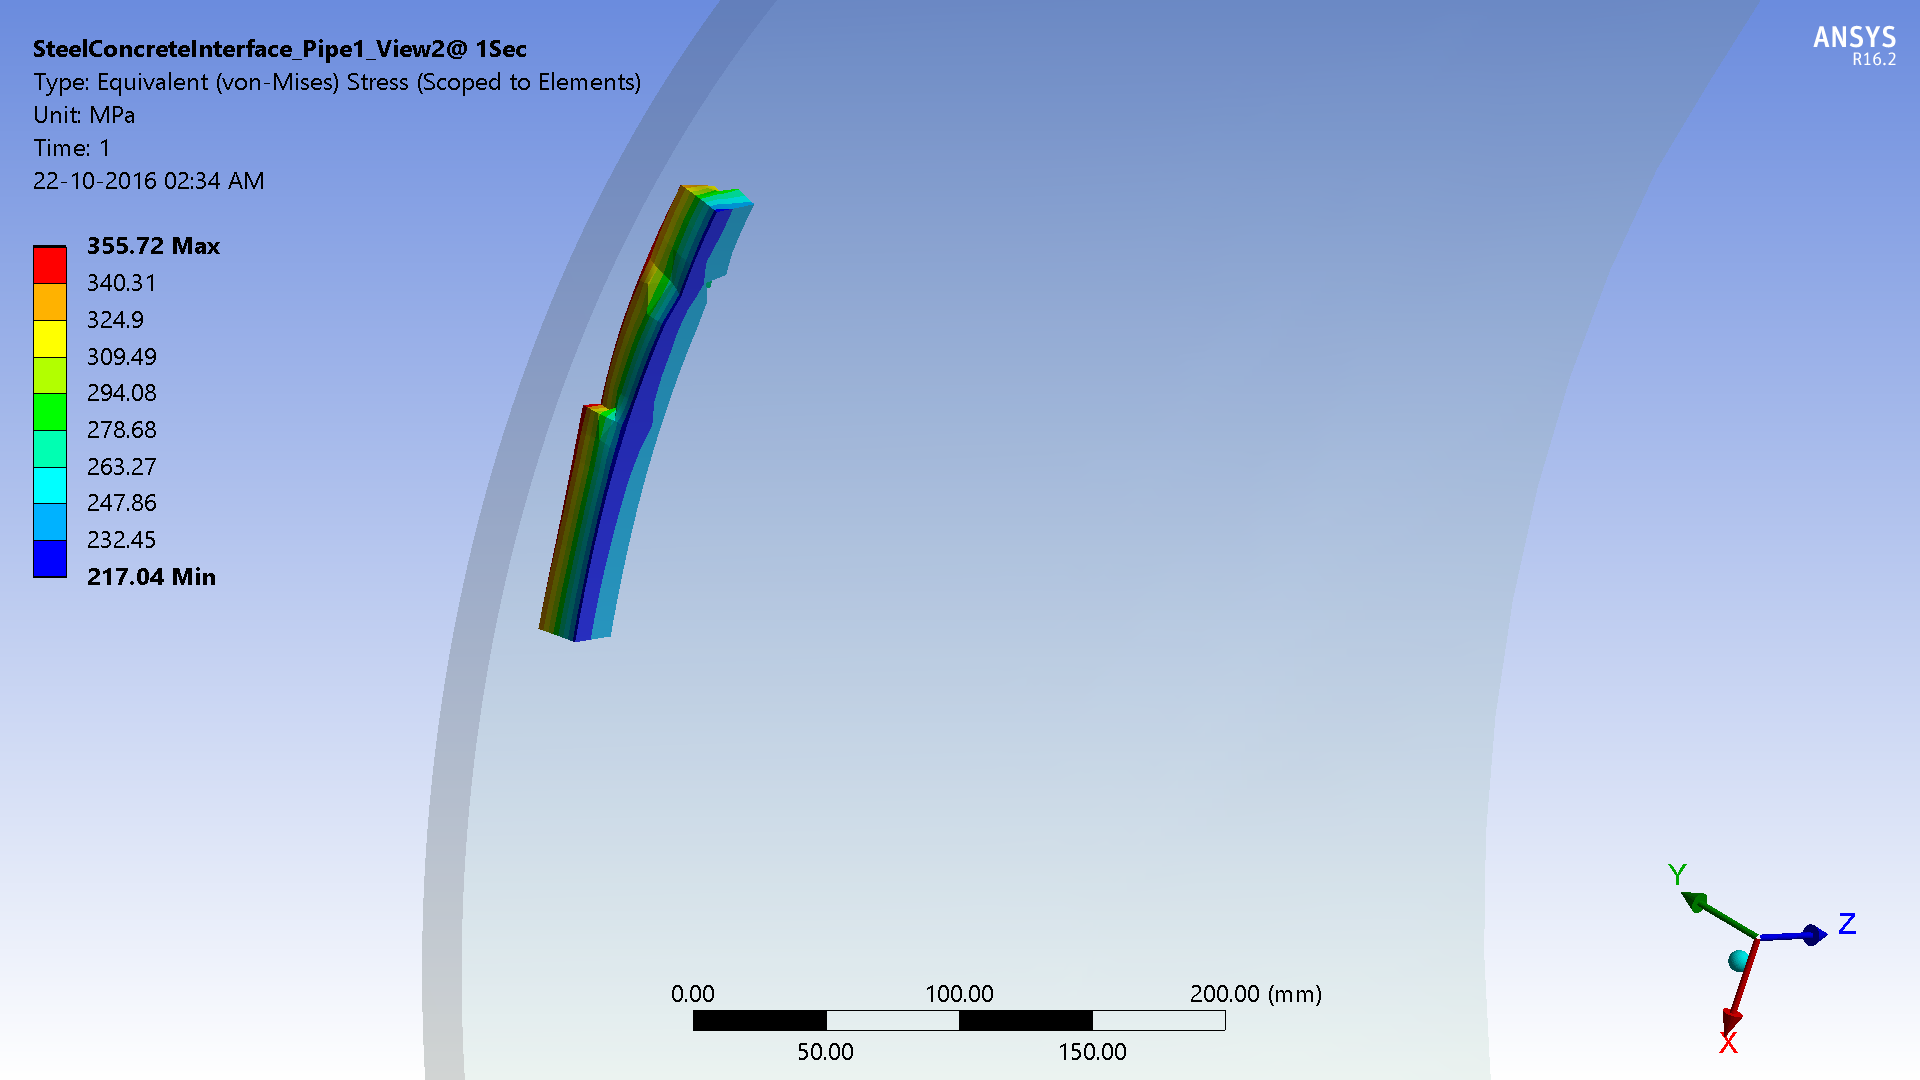 SteelConcreteInterface_Pipe1_View2@ 1Sec
Type: Equivalent (von-Mises) Stress (Scoped to Elements)
Unit: MPa
Time: 1
22-10-2016 02:34 AM
ANSYS
R16.2
355.72 Max
340.31
324.9
309.49
294.08
278.68
263.27
247.86
232.45
217.04 Min
Y
Z
X
0.00 100.00 200.00 (mm)
50.00 150.00